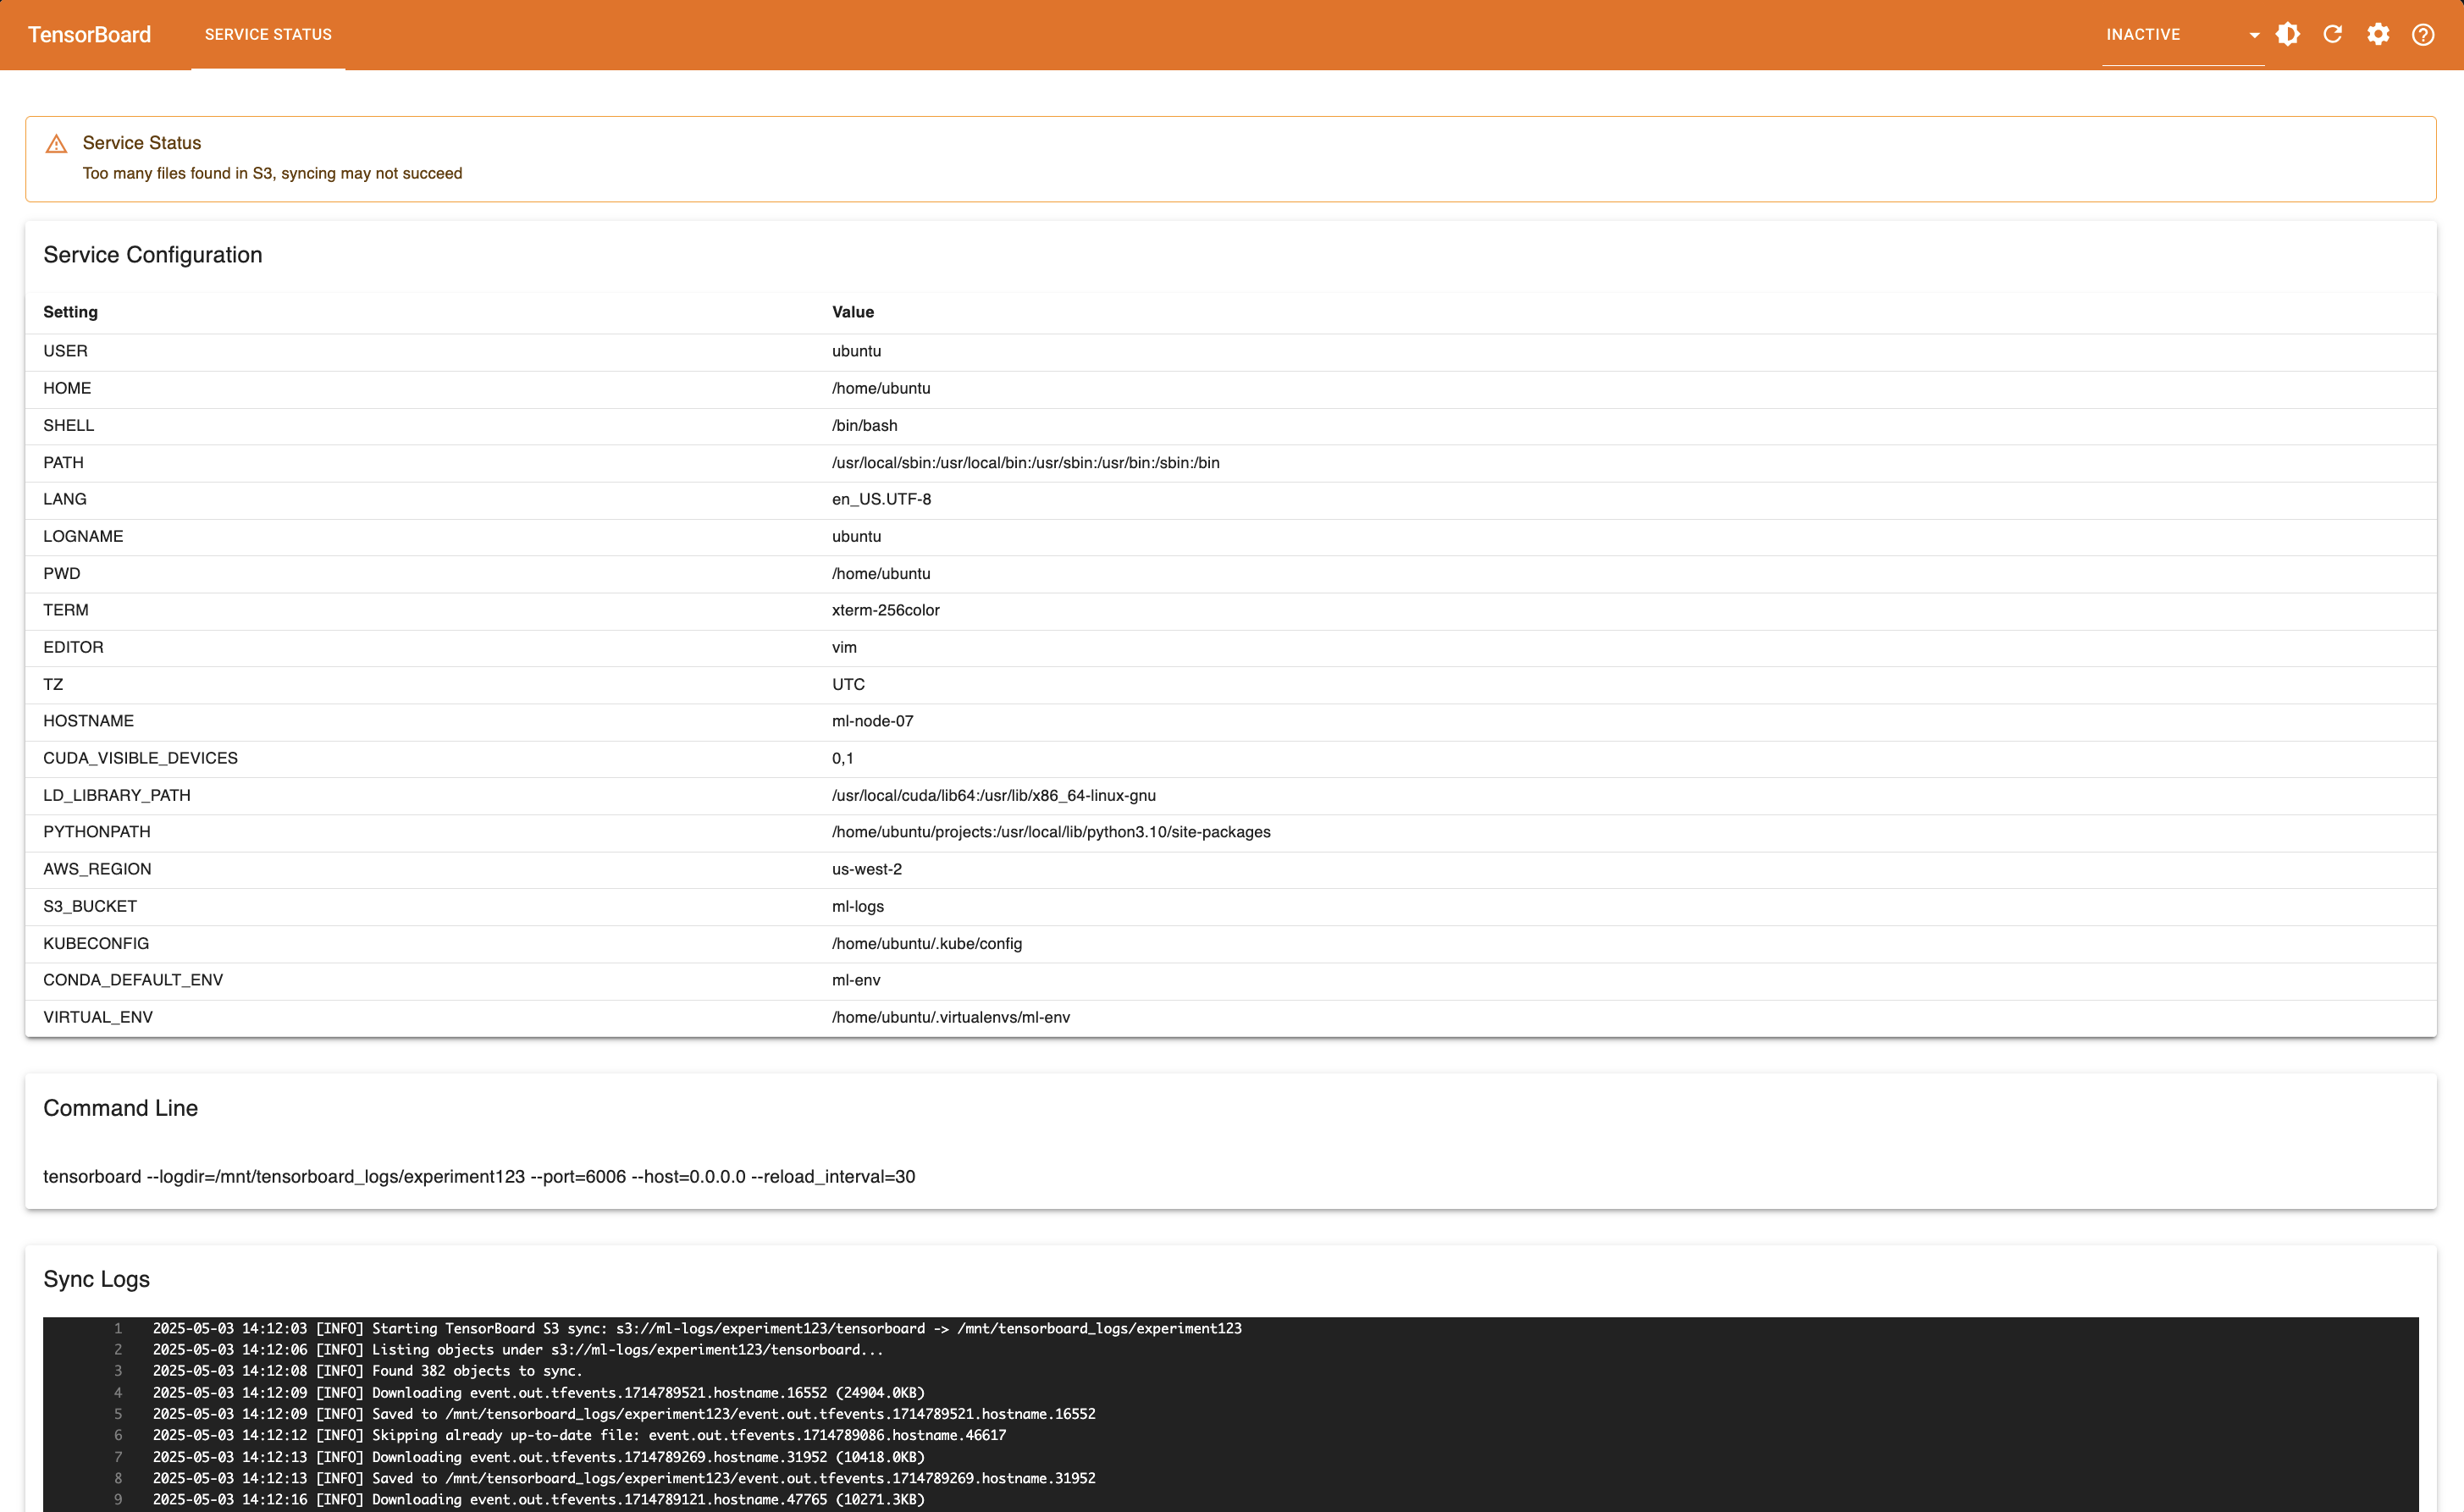 TensorBoard SERVICE STATUS INACTIVE
Service Status
Too many files found in S3, syncing may not succeed
Service Configuration
Setting Value
USER ubuntu
HOME /home/ubuntu
SHELL /bin/bash
PATH /usr/local/sbin:/usr/local/bin:/usr/sbin:/usr/bin:/sbin:/bin
LANG en_US.UTF-8
LOGNAME ubuntu
PWD /home/ubuntu
TERM xterm-256color
EDITOR vim
TZ UTC
HOSTNAME ml-node-07
CUDA_VISIBLE_DEVICES 0,1
LD_LIBRARY_PATH /usr/local/cuda/lib64:/usr/lib/x86_64-linux-gnu
PYTHONPATH /home/ubuntu/projects:/usr/local/lib/python3.10/site-packages
AWS_REGION us-west-2
S3_BUCKET ml-logs
KUBECONFIG /home/ubuntu/.kube/config
CONDA_DEFAULT_ENV ml-env
VIRTUAL_ENV /home/ubuntu/.virtualenvs/ml-env
Command Line
tensorboard --logdir=/mnt/tensorboard_logs/experiment123 --port=6006 --host=0.0.0.0 --reload_interval=30
Sync Logs
1 2025-05-03 14:12:03 [INFO] Starting TensorBoard S3 sync: s3://ml-logs/experiment123/tensorboard -> /mnt/tensorboard_logs/experiment123
2 2025-05-03 14:12:06 [INFO] Listing objects under s3://ml-logs/experiment123/tensorboard...
3 2025-05-03 14:12:08 [INFO] Found 382 objects to sync.
4 2025-05-03 14:12:09 [INFO] Downloading event.out.tfevents.1714789521.hostname.16552 (24904.0KB)
5 2025-05-03 14:12:09 [INFO] Saved to /mnt/tensorboard_logs/experiment123/event.out.tfevents.1714789521.hostname.16552
6 2025-05-03 14:12:12 [INFO] Skipping already up-to-date file: event.out.tfevents.1714789086.hostname.46617
7 2025-05-03 14:12:13 [INFO] Downloading event.out.tfevents.1714789269.hostname.31952 (10418.0KB)
8 2025-05-03 14:12:13 [INFO] Saved to /mnt/tensorboard_logs/experiment123/event.out.tfevents.1714789269.hostname.31952
9 2025-05-03 14:12:16 [INFO] Downloading event.out.tfevents.1714789121.hostname.47765 (10271.3KB)